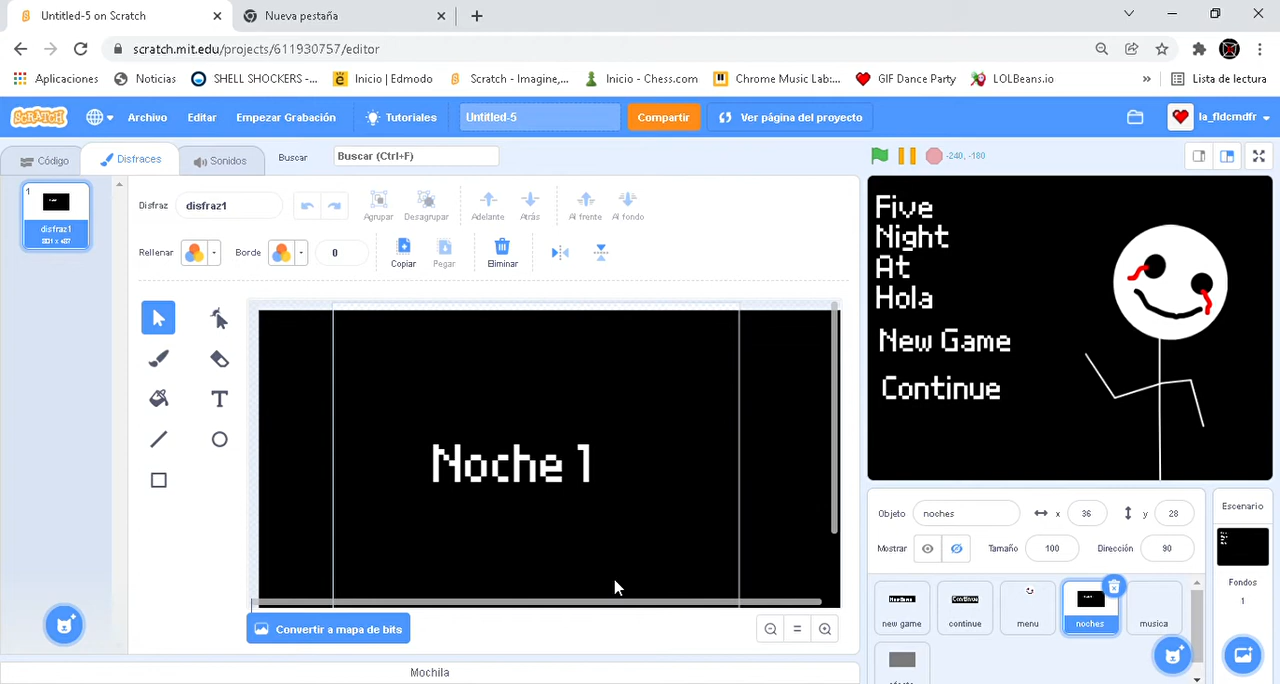 Untitled-5 on Scratch
Nueva pestaña
scratch.mit.edu/projects/611930757/editor
Aplicaciones
Noticias
SHELL SHOCKERS -...
Inicio | Edmodo
Scratch - Imagine,...
Inicio - Chess.com
Chrome Music Lab:...
GIF Dance Party
LOLBeans.io
»
Lista de lectura
SCRATCH
Archivo
Editar
Empezar Grabación
Tutoriales
Untitled-5
Compartir
Ver página del proyecto
la_fldcmdfr
Código
Disfraces
Sonidos
Buscar
Buscar (Ctrl+F)
-240, -180
1
disfraz1
Disfraz
disfraz1
Agrupar
Desagrupar
Adelante
Atrás
Al frente
Al fondo
Rellenar
Borde
0
Copiar
Pegar
Eliminar
Noche 1
Convertir a mapa de bits
Five
Night
At
Hola
New Game
Continue
Objeto
noches
x
36
y
28
Mostrar
Tamaño
100
Dirección
90
Escenario
Fondos
1
new game
continue
menu
noches
musica
Mochila